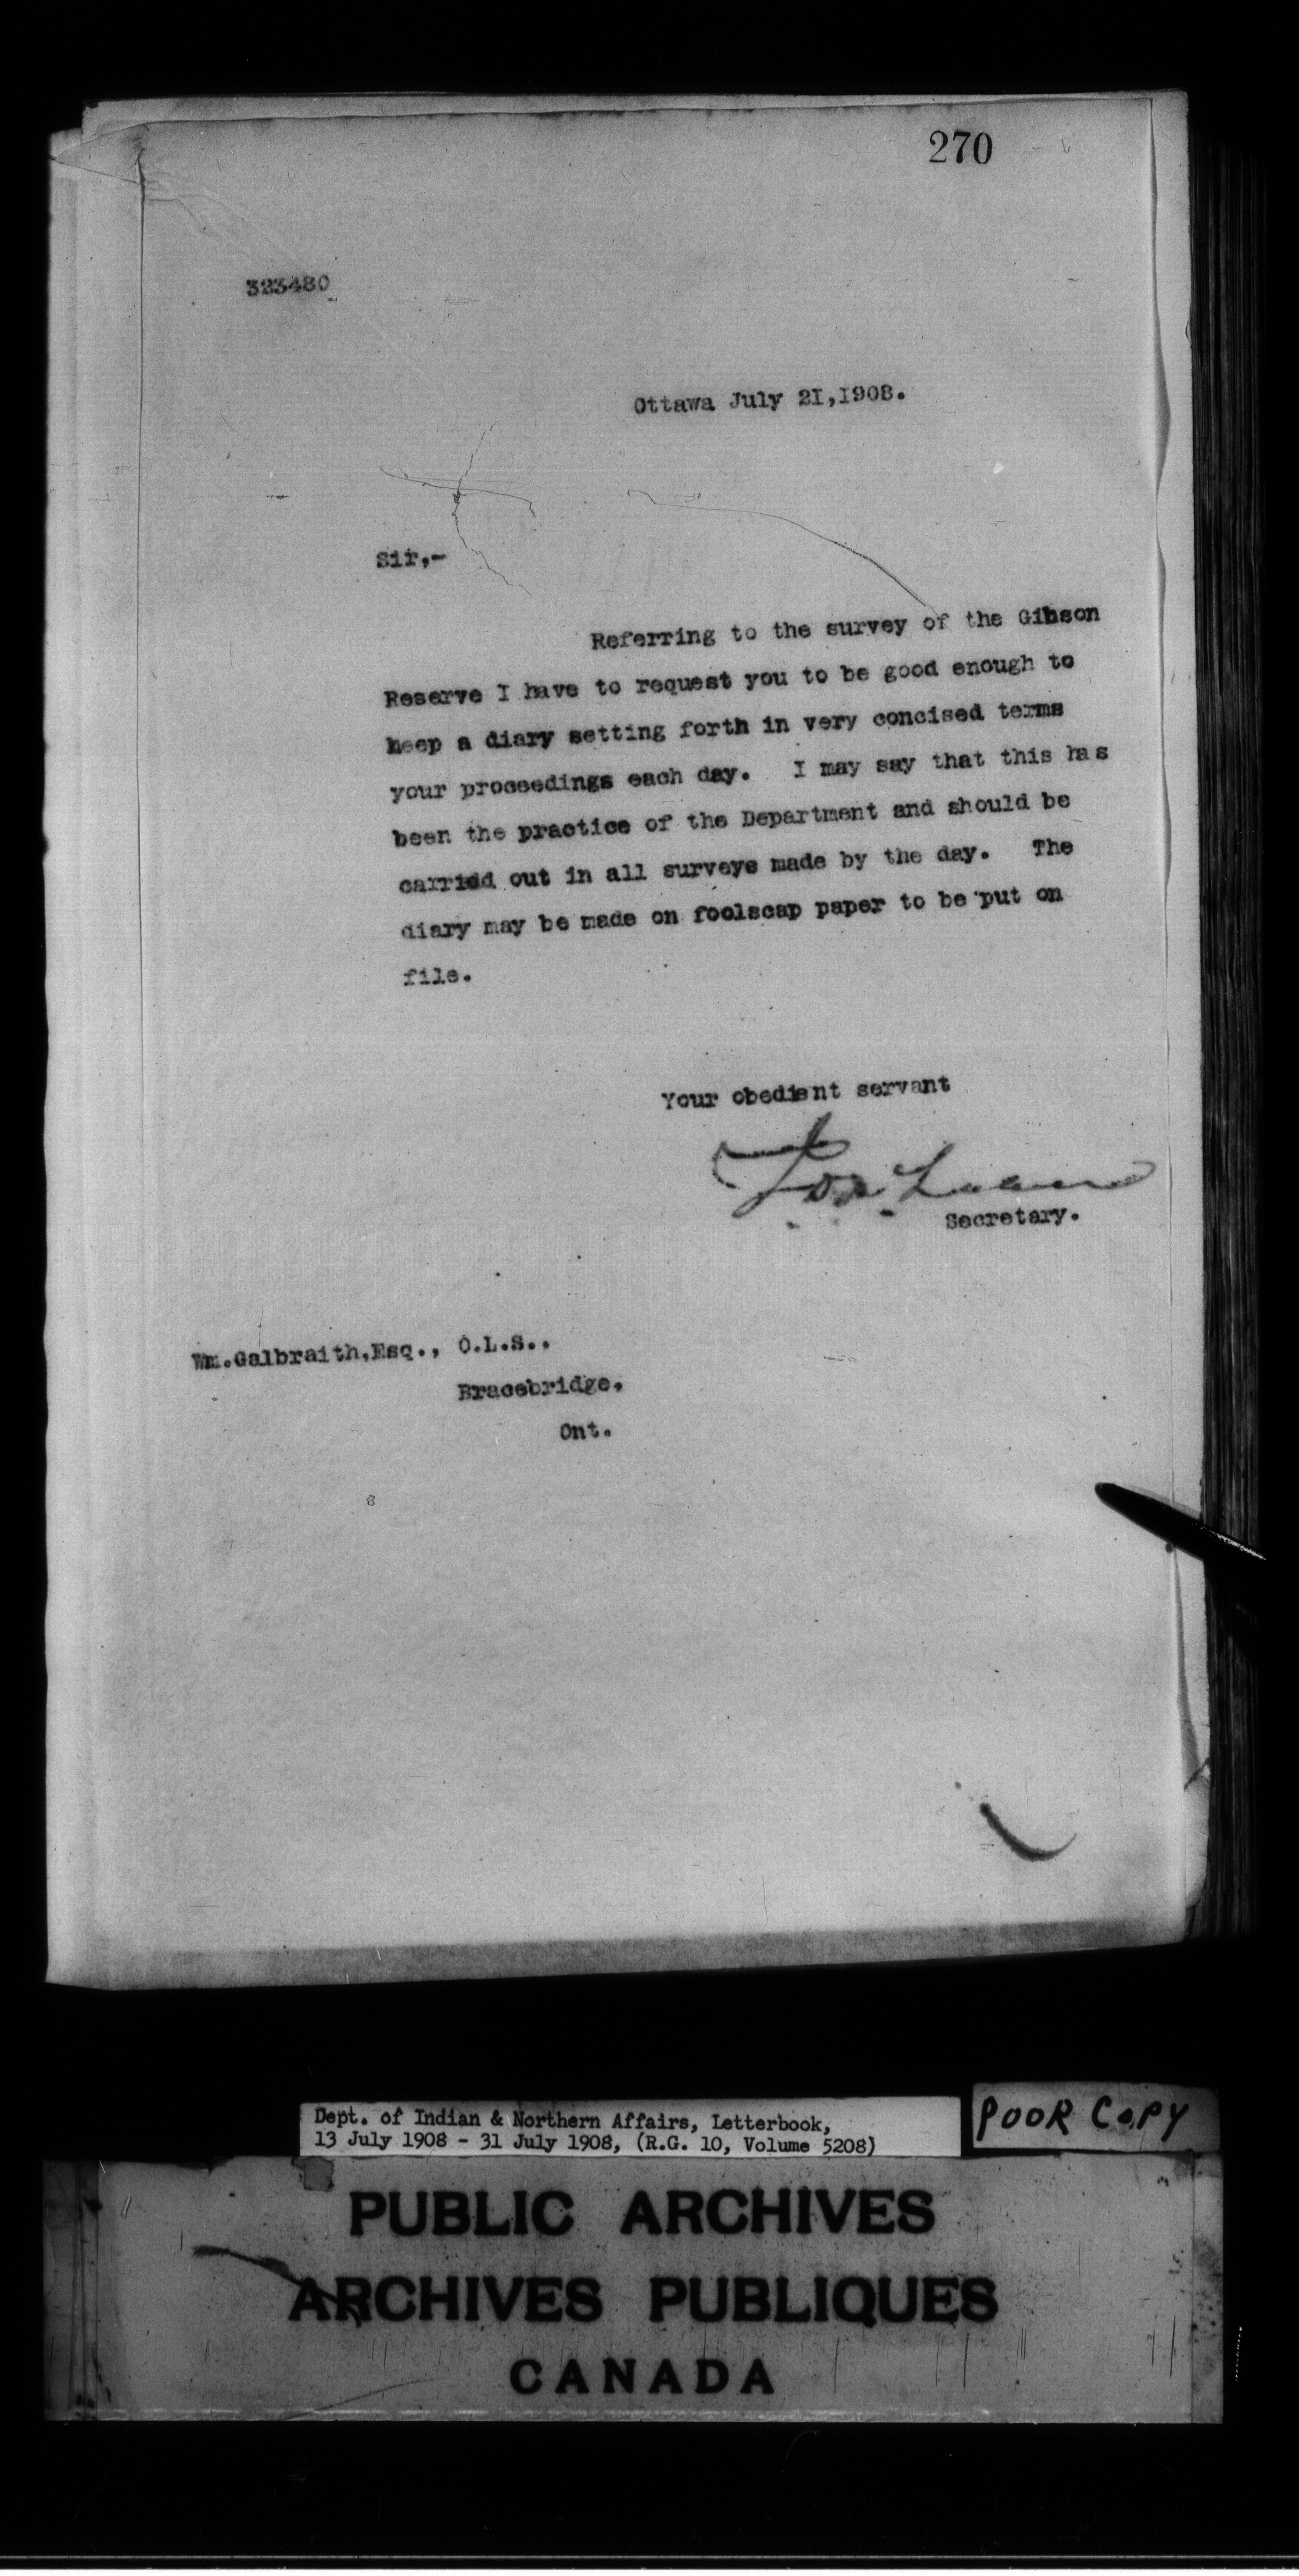 270
323480
Ottawa July 21,1908.
Sir,-
Referring to the survey of the Gibson
Reserve I have to request you to be good enough to
keep a diary setting forth in very concised terms
your proceedings each day. I may say that this has
been the practice of the Department and should be
carried out in all surveys made by the day. The
diary may be made on foolscap paper to be put on
file.
Your obedient servant
Secretary.
Wm.Galbraith,Esq., O.L.S..
Bracebridge,
Ont.
Dept. of Indian & Northern Affairs, Letterbook,
13 July 1908 - 31 July 1908, (R.G. 10, Volume 5208)
POOR COPY
PUBLIC ARCHIVES
ARCHIVES PUBLIQUES
CANADA